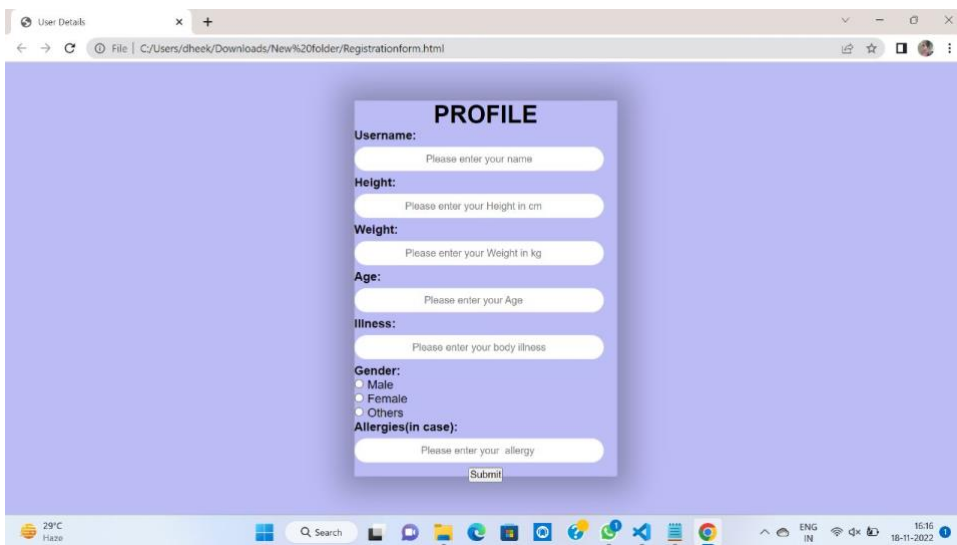 User Details
File | C:/Users/dheek/Downloads/New%20folder/Registrationform.html
PROFILE
Username:
Please enter your name
Height:
Please enter your Height in cm
Weight:
Please enter your Weight in kg
Age:
Please enter your Age
Illness:
Please enter your body illness
Gender:
Male
Female
Others
Allergies(in case):
Please enter your  allergy
Submit
29°C
Haze
Search
ENG
IN
16:16
18-11-2022
1